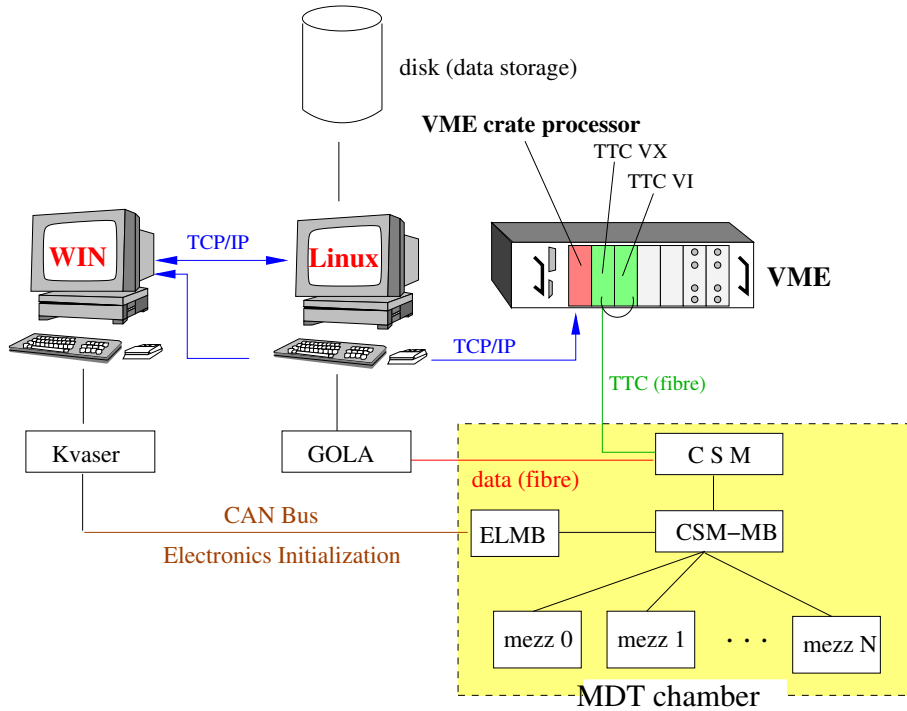 disk (data storage)
VME crate processor
TTC VX
TTC VI
WIN
TCP/IP
Linux
VME
TCP/IP
TTC (fibre)
Kvaser
GOLA
C S M
data (fibre)
CAN Bus
ELMB
CSM−MB
Electronics Initialization
mezz 0
mezz 1
. . .
mezz N
MDT chamber